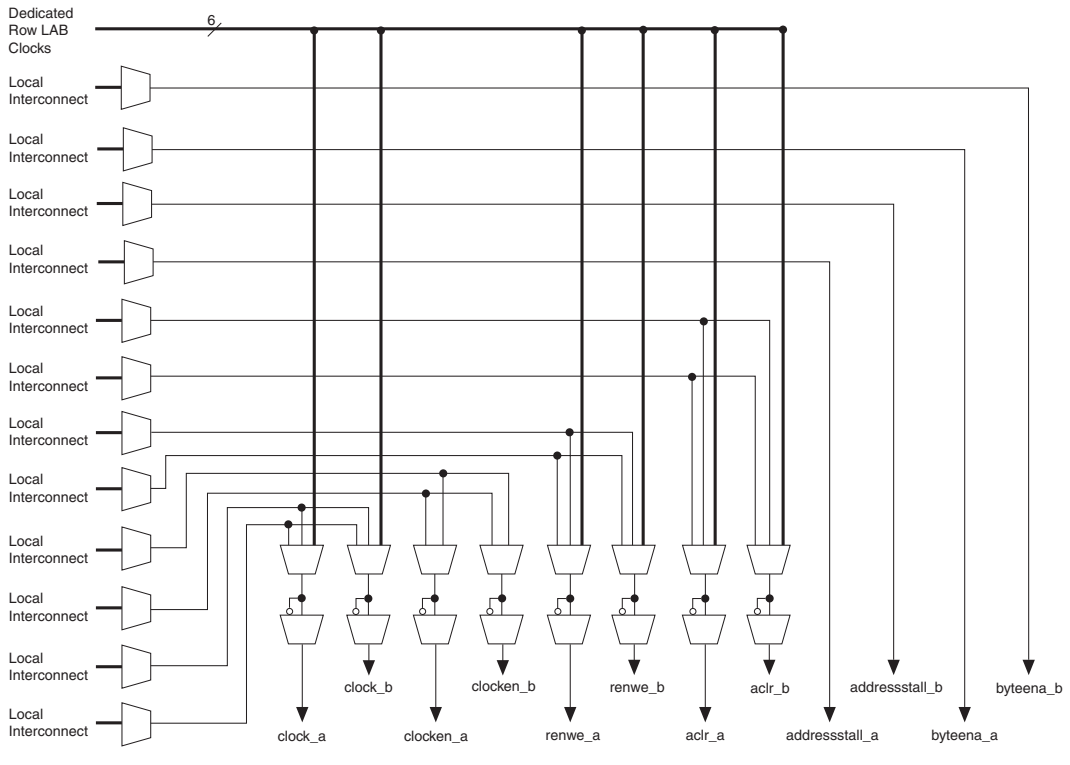 Dedicated
Row LAB
Clocks
6
Local
Interconnect
Local
Interconnect
Local
Interconnect
Local
Interconnect
Local
Interconnect
Local
Interconnect
Local
Interconnect
Local
Interconnect
Local
Interconnect
Local
Interconnect
Local
Interconnect
Local
Interconnect
clock_b
clocken_b
renwe_b
aclr_b
addressstall_b
byteena_b
clock_a
clocken_a
renwe_a
aclr_a
addressstall_a
byteena_a